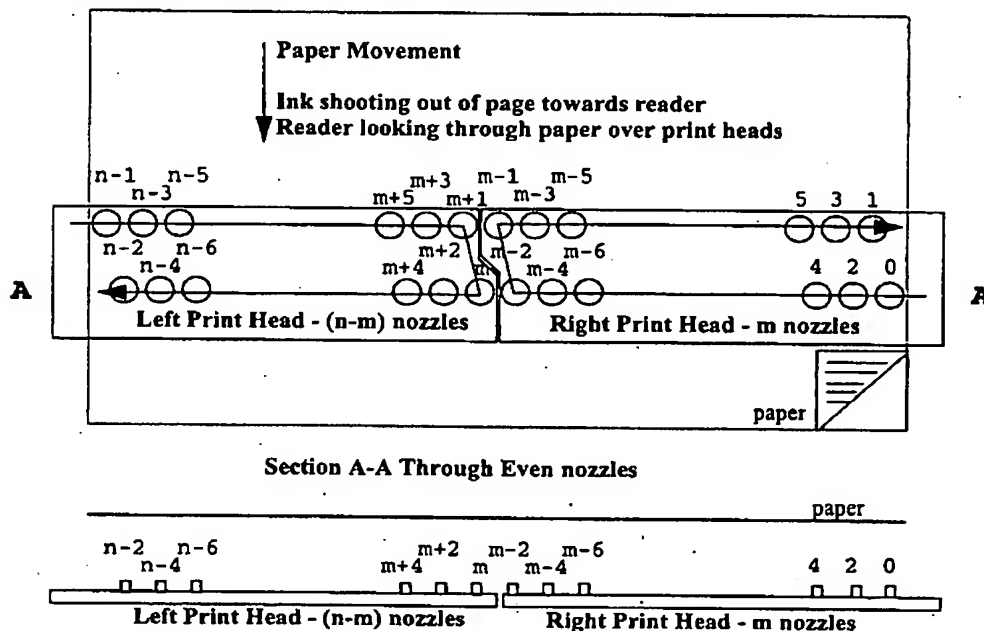 Paper Movement
Ink shooting out of page towards reader
Reader looking through paper over print heads
n-1 n-3 n-5 m+5 m+3 m+1 m-1 m-3 m-5 5 3 1
n-2 n-4 n-6 m+4 m+2 m m-2 m-4 m-6 4 2 0
A A
Left Print Head - (n-m) nozzles Right Print Head - m nozzles
paper
Section A-A Through Even nozzles
paper
n-2 n-4 n-6 m+4 m+2 m m-2 m-4 m-6 4 2 0
Left Print Head - (n-m) nozzles Right Print Head - m nozzles